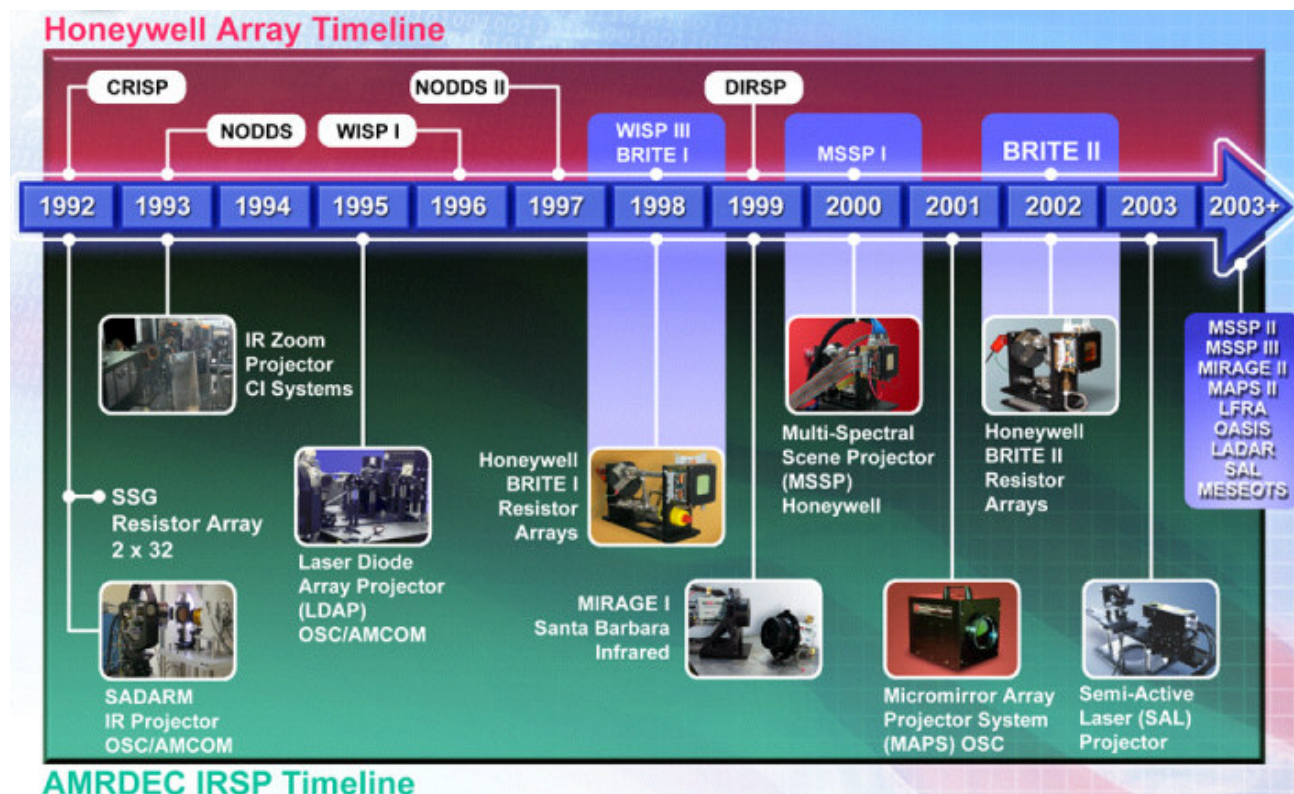 Honeywell Array Timeline
CRISP
NODDS
WISP I
NODDS II
WISP III
BRITE I
DIRSP
MSSP I
BRITE II
1992
1993
1994
1995
1996
1997
1998
1999
2000
2001
2002
2003
2003+
IR Zoom
Projector
CI Systems
SSG
Resistor Array
2 x 32
SADARM
IR Projector
OSC/AMCOM
Laser Diode
Array Projector
(LDAP)
OSC/AMCOM
Honeywell
BRITE I
Resistor
Arrays
MIRAGE I
Santa Barbara
Infrared
Multi-Spectral
Scene Projector
(MSSP)
Honeywell
Micromirror Array
Projector System
(MAPS) OSC
Honeywell
BRITE II
Resistor
Arrays
Semi-Active
Laser (SAL)
Projector
MSSP II
MSSP III
MIRAGE II
MAPS II
LFRA
OASIS
LADAR
SAL
MESEOTS
AMRDEC IRSP Timeline